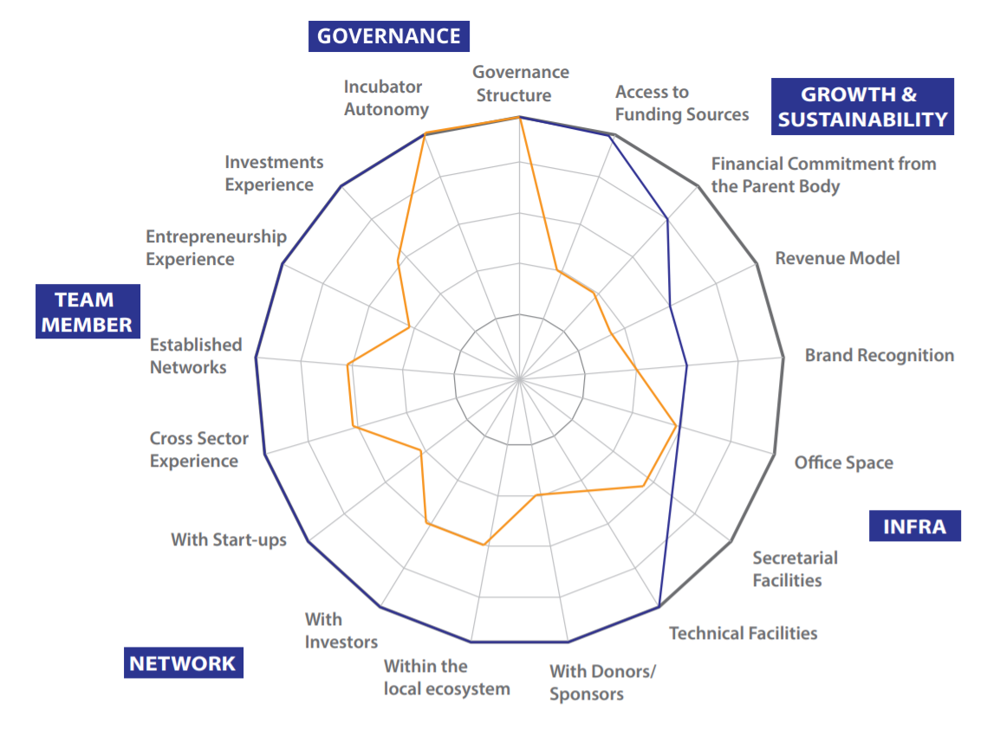 GOVERNANCE
Governance
Structure
Incubator
Autonomy
Access to
Funding Sources
GROWTH &
SUSTAINABILITY
Investments
Experience
Financial Commitment from
the Parent Body
Entrepreneurship
Experience
Revenue Model
TEAM
MEMBER
Established
Networks
Brand Recognition
Cross Sector
Experience
Office Space
INFRA
With Start-ups
Secretarial
Facilities
With
Investors
Technical Facilities
NETWORK
Within the
local ecosystem
With Donors/
Sponsors